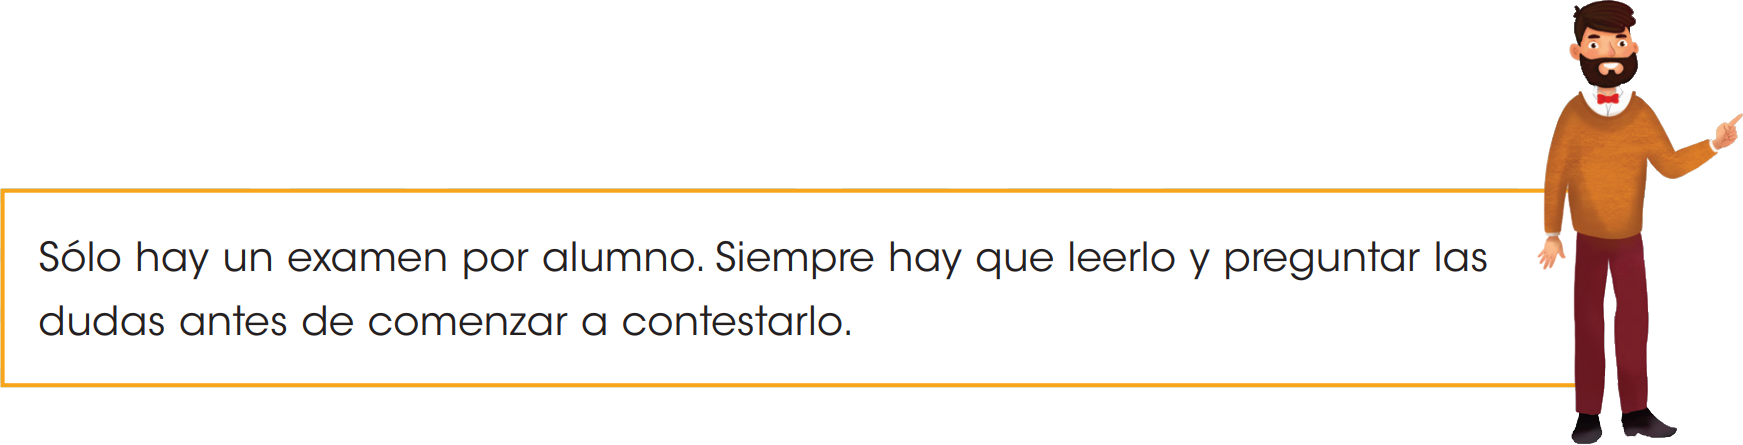 Sólo hay un examen por alumno. Siempre hay que leerlo y preguntar las
dudas antes de comenzar a contestarlo.